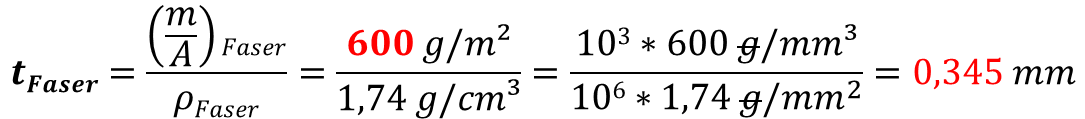 t_Faser = (m/A)_Faser / ρ_Faser = 600 g/m² / 1,74 g/cm³ = 10³ * 600 g/mm³ / 10⁶ * 1,74 g/mm² = 0,345 mm